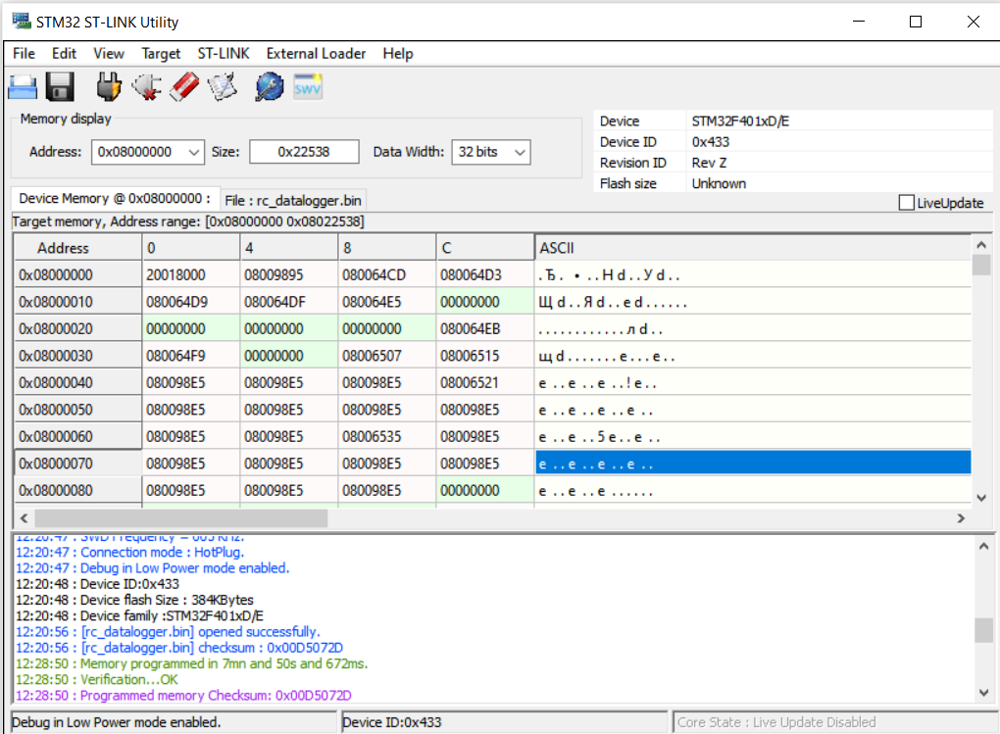 STM32 ST-LINK Utility
File Edit View Target ST-LINK External Loader Help
SWV
Memory display
Address: 0x08000000 Size: 0x22538 Data Width: 32 bits
Device STM32F401xD/E
Device ID 0x433
Revision ID Rev Z
Flash size Unknown
Device Memory @ 0x08000000 : File : rc_datalogger.bin
LiveUpdate
Target memory, Address range: [0x08000000 0x08022538]
Address 0 4 8 C ASCII
0x08000000 20018000 08009895 080064CD 080064D3 .Ђ. •..Нd..Уd..
0x08000010 080064D9 080064DF 080064E5 00000000 Щd..Яd..еd......
0x08000020 00000000 00000000 00000000 080064EB ............лd..
0x08000030 080064F9 00000000 08006507 08006515 щd.......e...e..
0x08000040 080098E5 080098E5 080098E5 08006521 е ..е ..е ..!e..
0x08000050 080098E5 080098E5 080098E5 080098E5 е ..е ..е ..е ..
0x08000060 080098E5 080098E5 08006535 080098E5 е ..е ..5e..е ..
0x08000070 080098E5 080098E5 080098E5 080098E5 е ..е ..е ..е ..
0x08000080 080098E5 080098E5 080098E5 00000000 е ..е ..е ......
12:20:47 : SWD Frequency = 
12:20:47 : Connection mode : HotPlug.
12:20:47 : Debug in Low Power mode enabled.
12:20:48 : Device ID:0x433
12:20:48 : Device flash Size : 384KBytes
12:20:48 : Device family :STM32F401xD/E
12:20:56 : [rc_datalogger.bin] opened successfully.
12:20:56 : [rc_datalogger.bin] checksum : 0x00D5072D
12:28:50 : Memory programmed in 7mn and 50s and 672ms.
12:28:50 : Verification...OK
12:28:50 : Programmed memory Checksum: 0x00D5072D
Debug in Low Power mode enabled. Device ID:0x433 Core State : Live Update Disabled